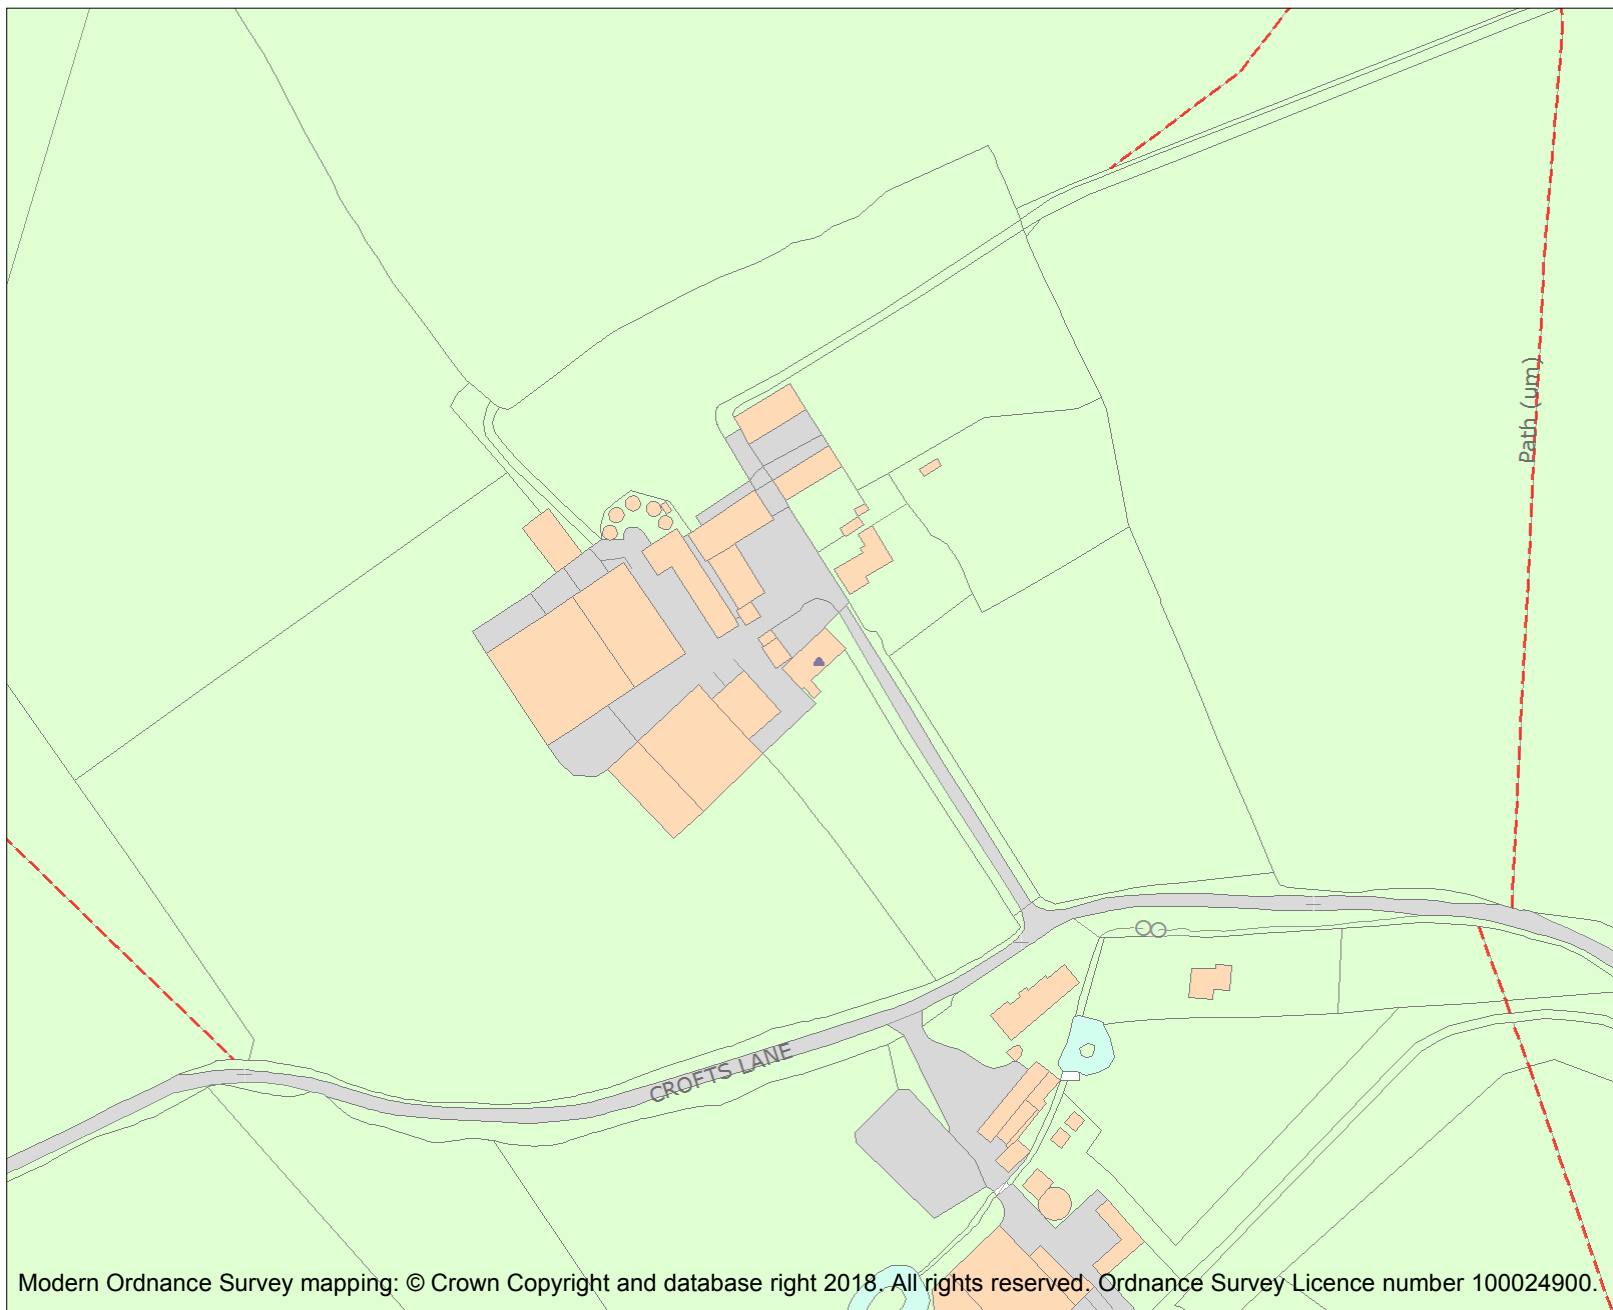 Path (um)
CROFTS LANE
Modern Ordnance Survey mapping: © Crown Copyright and database right 2018. All rights reserved. Ordnance Survey Licence number 100024900.